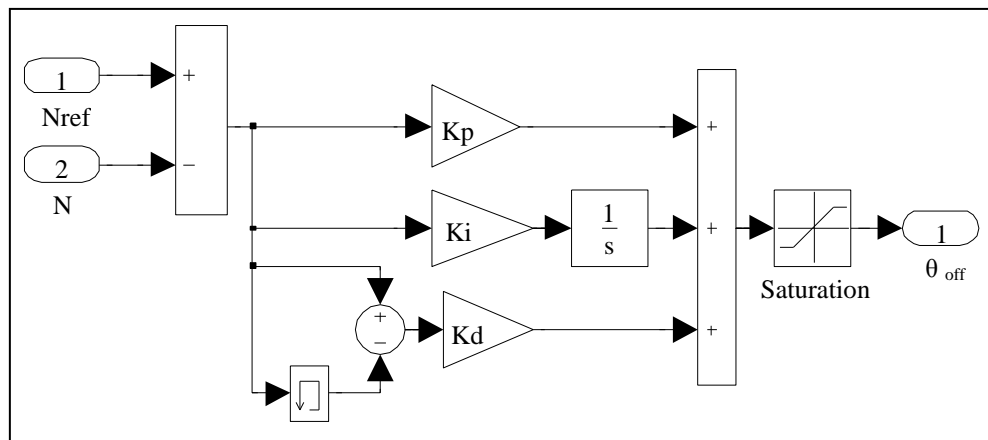 1
+
Nref
2
−
N
Kp
+
Ki
1
s
+
Saturation
1
θ off
+
−
Kd
+